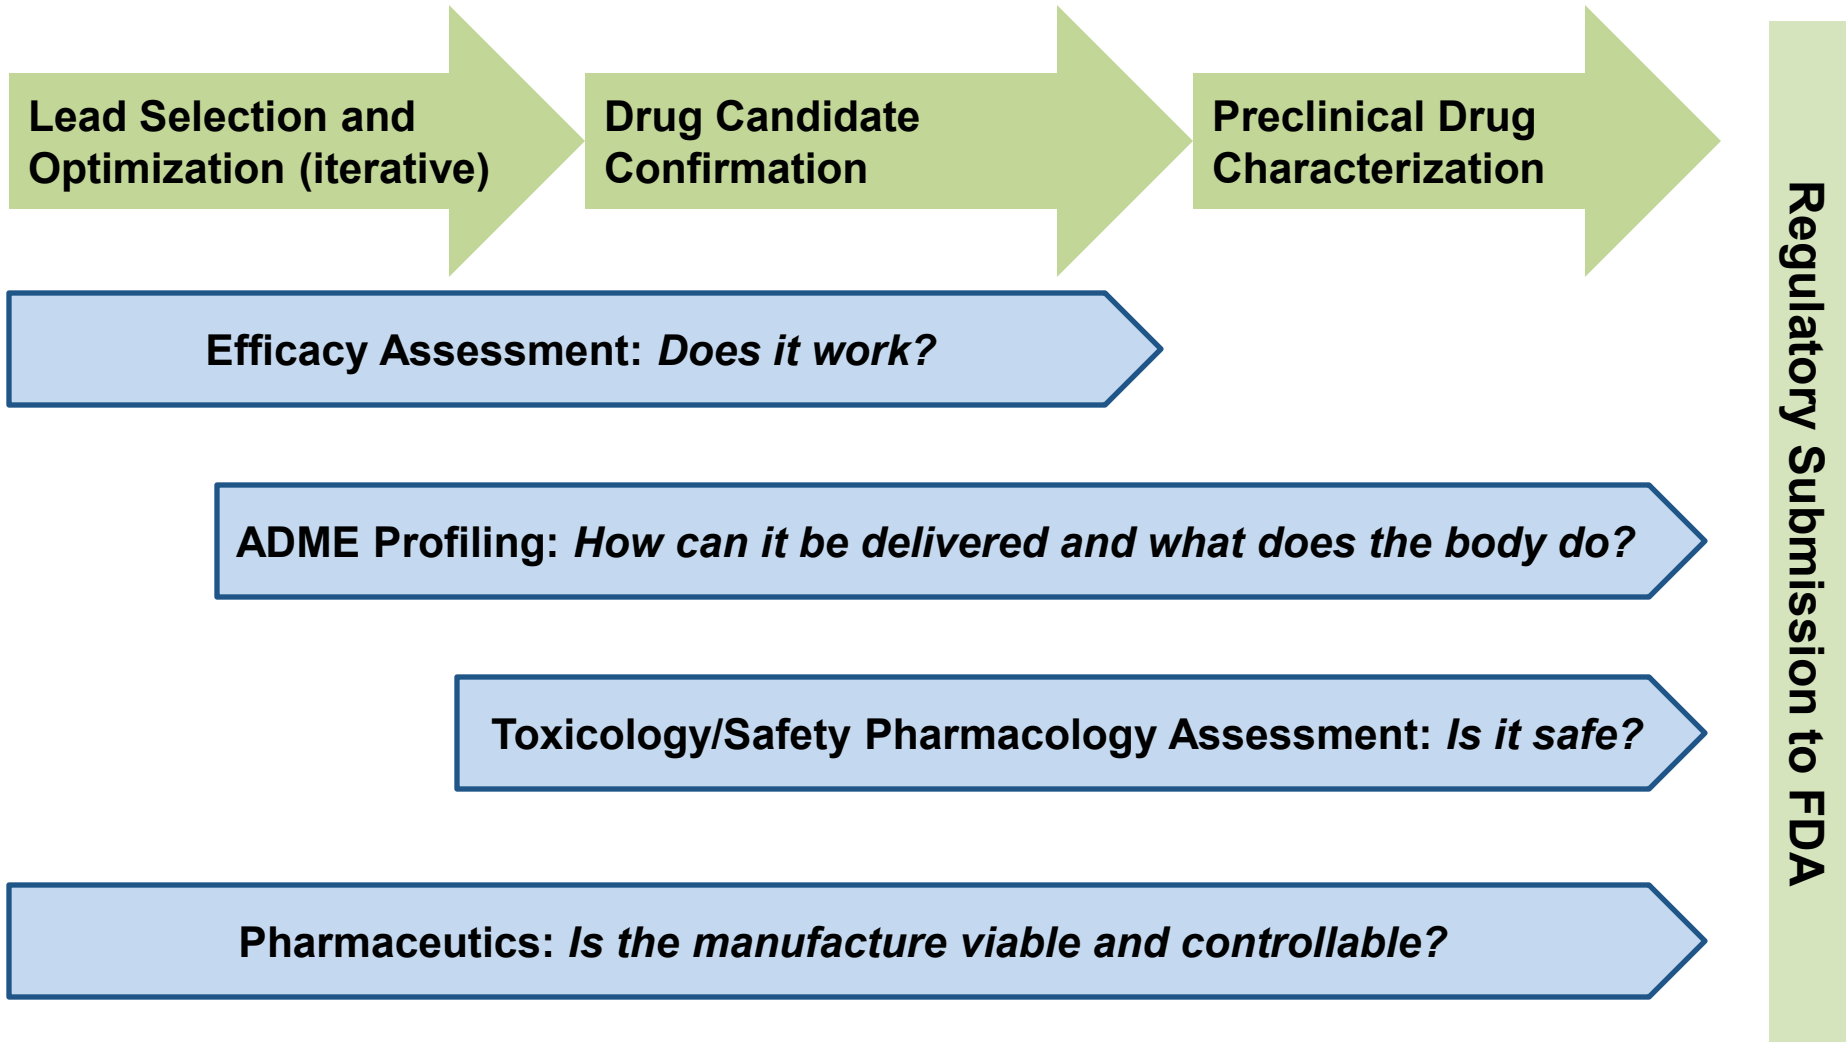 Lead Selection and
Optimization (iterative)
Drug Candidate
Confirmation
Preclinical Drug
Characterization
Efficacy Assessment: Does it work?
ADME Profiling: How can it be delivered and what does the body do?
Toxicology/Safety Pharmacology Assessment: Is it safe?
Pharmaceutics: Is the manufacture viable and controllable?
Regulatory Submission to FDA